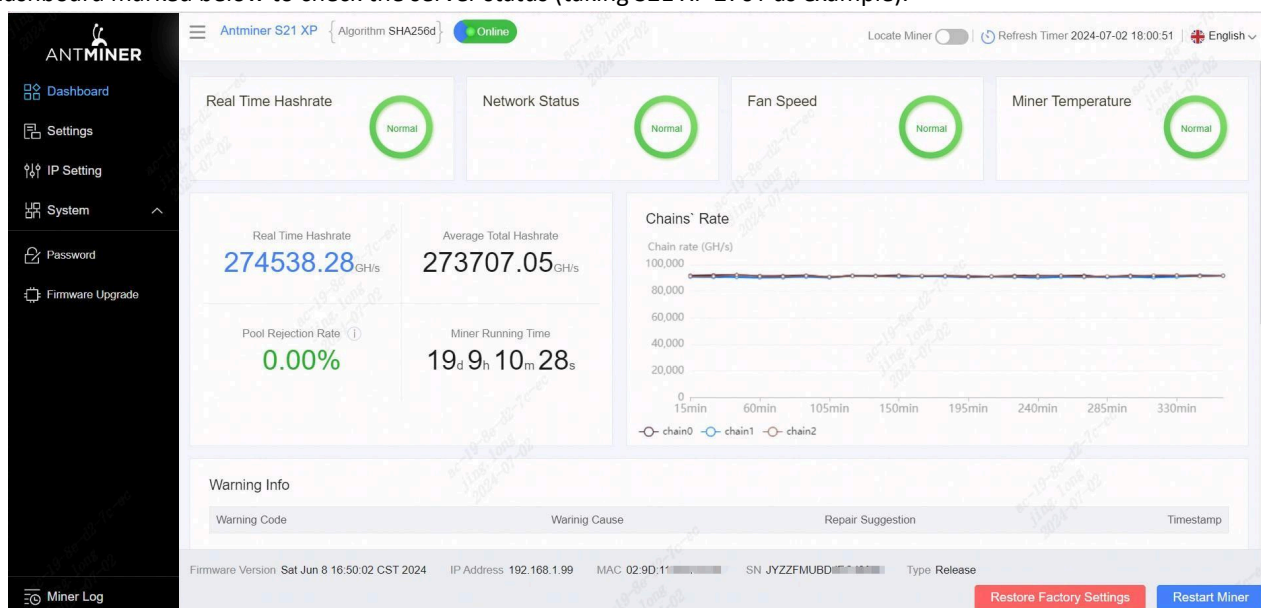 dashboard marked below to check the server status (taking S21 XP 270T as example).
ANTMINER
Antminer S21 XP { Algorithm SHA256d } Online
Locate Miner Refresh Timer 2024-07-02 18:00:51 English
Dashboard
Settings
IP Setting
System
Password
Firmware Upgrade
Miner Log
Real Time Hashrate
Normal
Network Status
Normal
Fan Speed
Normal
Miner Temperature
Normal
Real Time Hashrate
274538.28GH/s
Average Total Hashrate
273707.05GH/s
Pool Rejection Rate
0.00%
Miner Running Time
19d 9h 10m 28s
Chains` Rate
Chain rate (GH/s)
100,000
80,000
60,000
40,000
20,000
0
15min 60min 105min 150min 195min 240min 285min 330min
chain0 chain1 chain2
Warning Info
Warning Code Warinig Cause Repair Suggestion Timestamp
Firmware Version Sat Jun 8 16:50:02 CST 2024 IP Address 192.168.1.99 MAC 02:9D:11 SN JYZZFMUBD Type Release
Restore Factory Settings Restart Miner